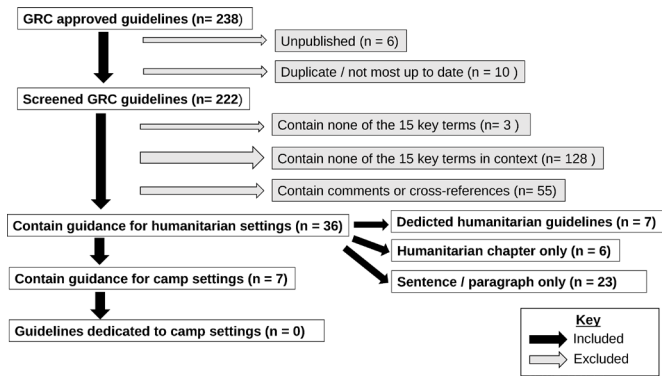 GRC approved guidelines (n= 238)
Unpublished (n = 6)
Duplicate / not most up to date (n = 10 )
Screened GRC guidelines (n= 222)
Contain none of the 15 key terms (n= 3 )
Contain none of the 15 key terms in context (n= 128 )
Contain comments or cross-references (n= 55)
Contain guidance for humanitarian settings (n = 36)
Dedicted humanitarian guidelines (n = 7)
Humanitarian chapter only (n = 6)
Contain guidance for camp settings (n = 7)
Sentence / paragraph only (n = 23)
Guidelines dedicated to camp settings (n = 0)
Key
Included
Excluded